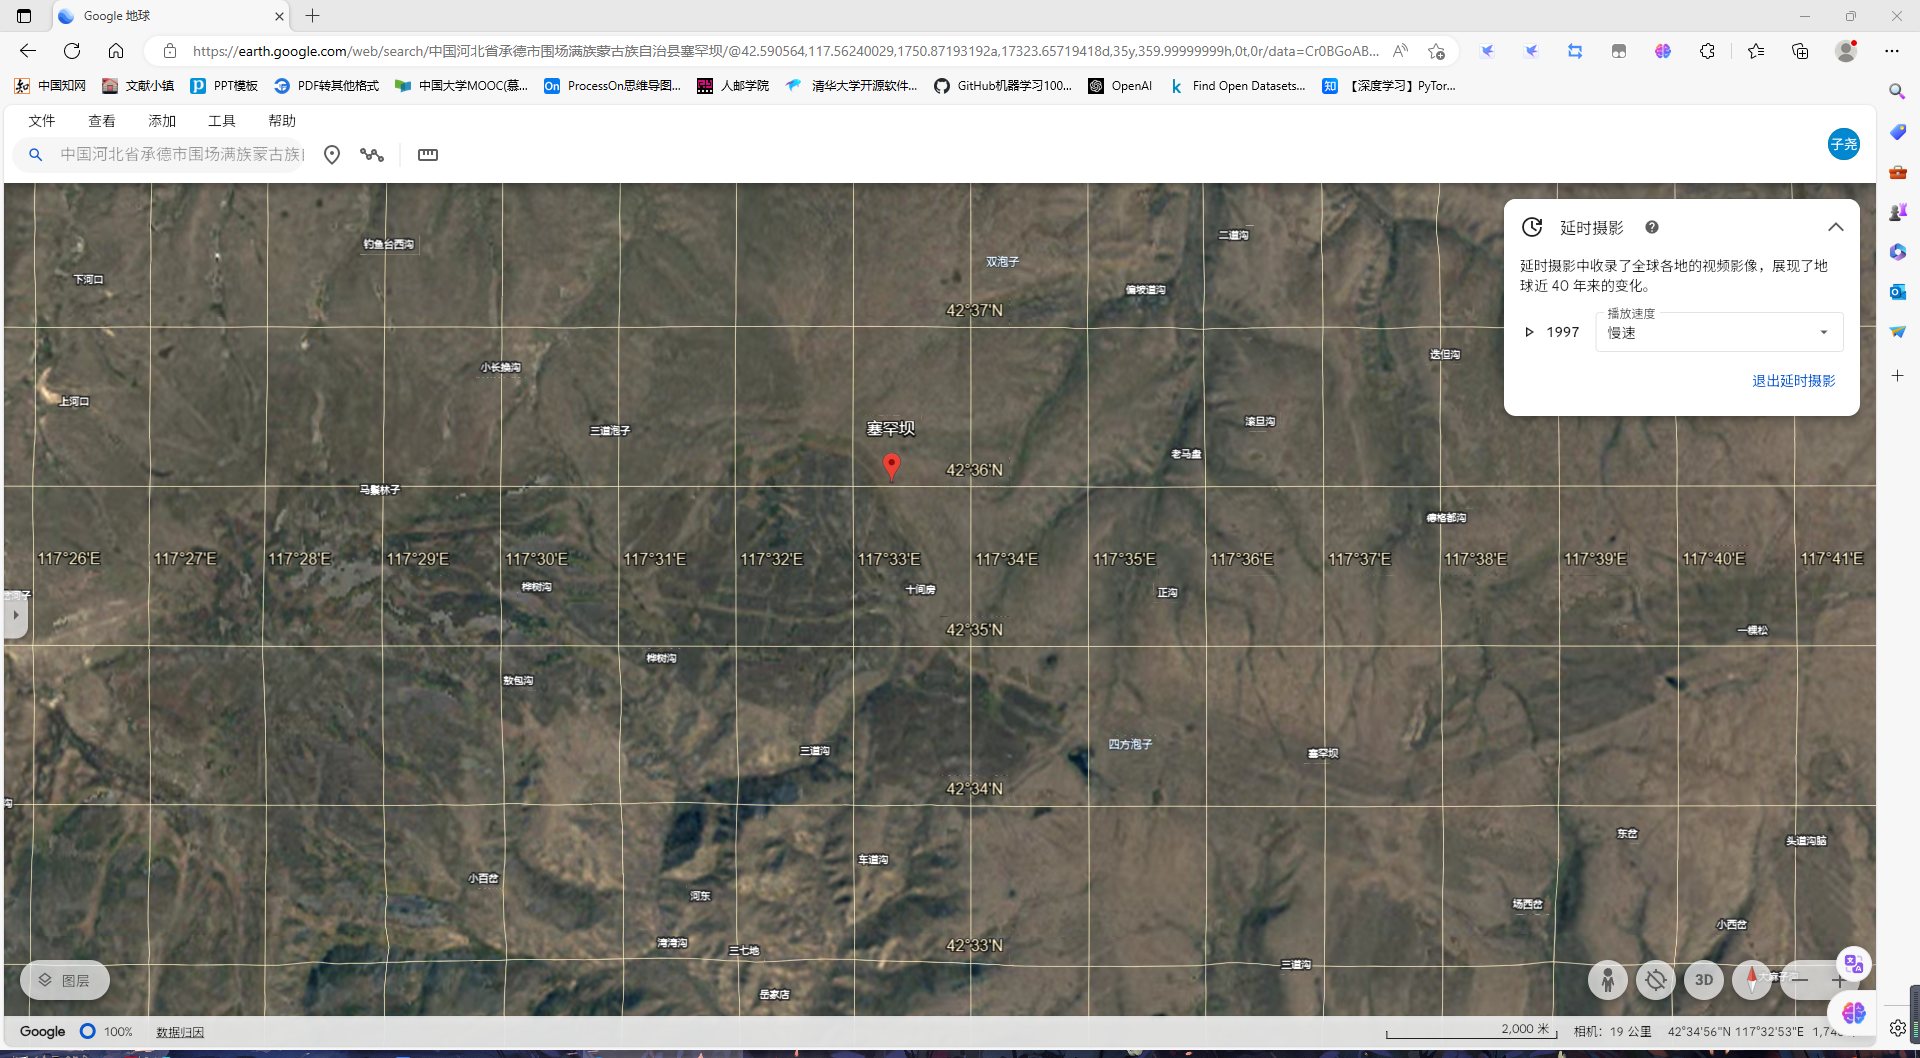 Google 地球
https://earth.google.com/web/search/中国河北省承德市围场满族蒙古族自治县塞罕坝/@42.590564,117.56240029,1750.87193192a,17323.65719418d,35y,359.99999999h,0t,0r/data=Cr0BGoAB...
中国知网 文献小镇 PPT模板 PDF转其他格式 中国大学MOOC(慕... ProcessOn思维导图... 人邮学院 清华大学开源软件... GitHub机器学习100... OpenAI Find Open Datasets... 【深度学习】PyTor...
文件 查看 添加 工具 帮助
中国河北省承德市围场满族蒙古族
子尧
延时摄影
延时摄影中收录了全球各地的视频影像，展现了地
球近 40 年来的变化。
播放速度
1997 慢速
退出延时摄影
二道沟
钓鱼台西沟
双泡子
下河口
偏坡道沟
42°37'N
迭但沟
小长换沟
上河口
滚旦沟
塞罕坝
三道泡子
老马盘
42°36'N
马鬃林子
德格都沟
117°26'E 117°27'E 117°28'E 117°29'E 117°30'E 117°31'E 117°32'E 117°33'E 117°34'E 117°35'E 117°36'E 117°37'E 117°38'E 117°39'E 117°40'E 117°41'E
桦树沟
十间房
正沟
42°35'N
一棵松
桦树沟
敖包沟
四方泡子
三道沟
塞罕坝
42°34'N
沟
东岔
头道沟脑
车道沟
小百岔
河东
场西岔
小西岔
湾湾沟
42°33'N
三七地
三道沟
岳家店
图层
3D
Google 100% 数据归因
2,000 米 相机：19 公里 42°34'56"N 117°32'53"E